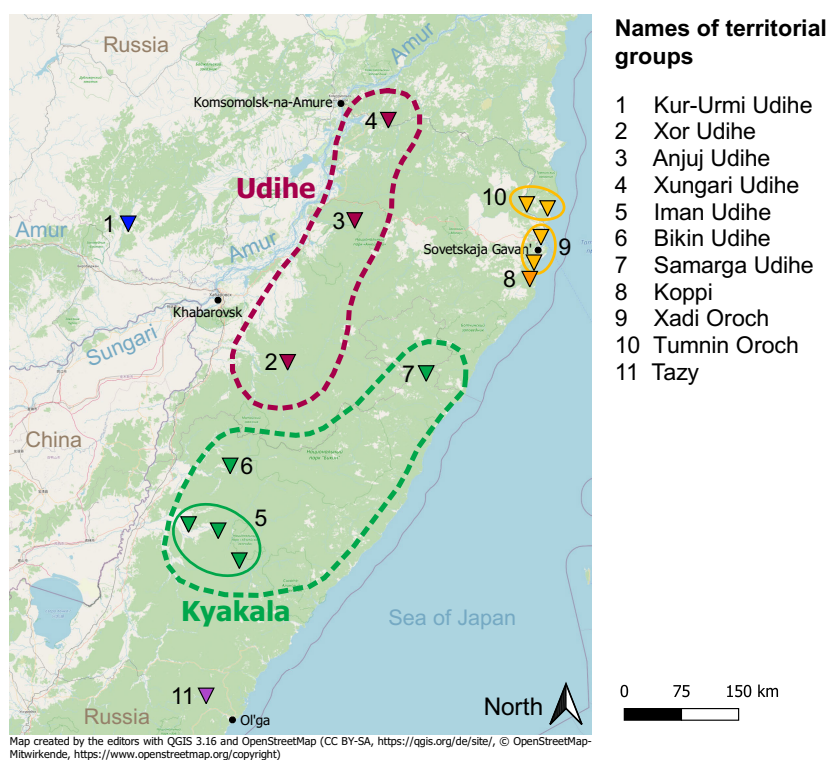 Names of territorial
groups
1 Kur-Urmi Udihe
2 Xor Udihe
3 Anjuj Udihe
4 Xungari Udihe
5 Iman Udihe
6 Bikin Udihe
7 Samarga Udihe
8 Koppi
9 Xadi Oroch
10 Tumnin Oroch
11 Tazy
Russia
Amur
Komsomolsk-na-Amure
4
Udihe
10
1
3
Amur
Amur
Sovetskaja Gavan'
9
8
Khabarovsk
Sungari
2
7
China
6
5
Kyakala
Sea of Japan
11
North
Russia
Ol'ga
0 75 150 km
Map created by the editors with QGIS 3.16 and OpenStreetMap (CC BY-SA, https://qgis.org/de/site/, © OpenStreetMap-
Mitwirkende, https://www.openstreetmap.org/copyright)